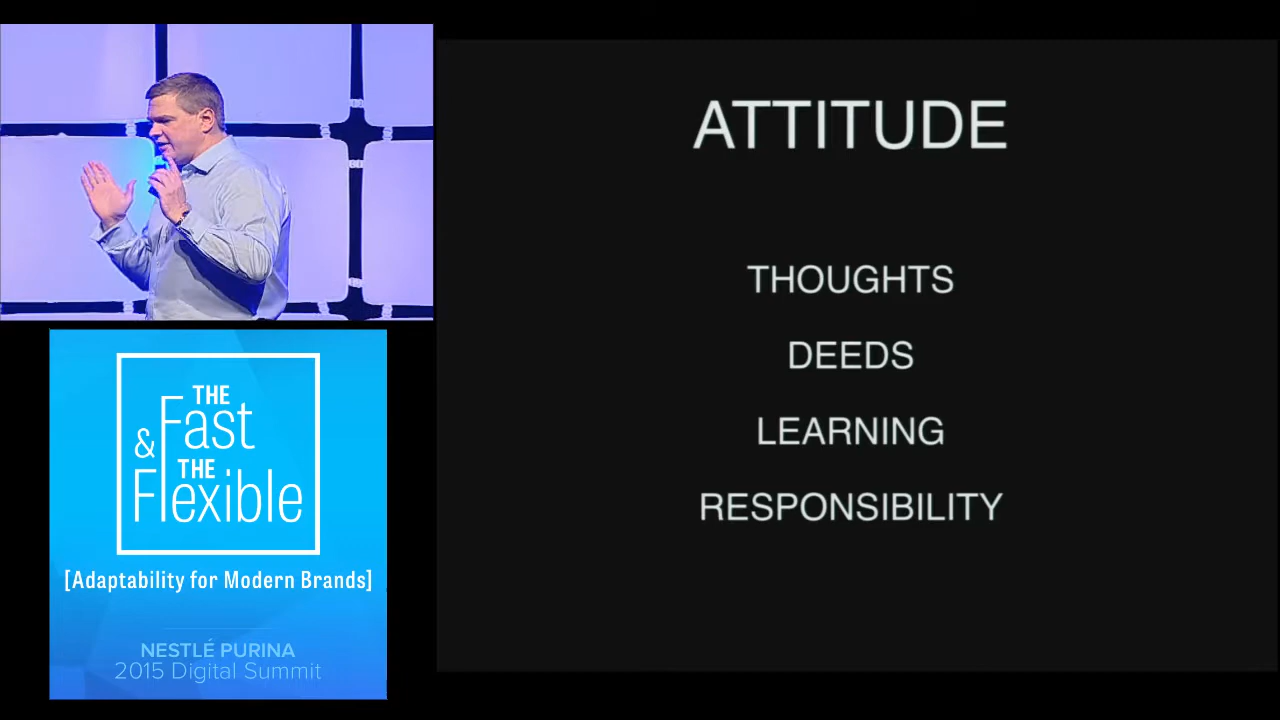 ATTITUDE
THOUGHTS
DEEDS
LEARNING
RESPONSIBILITY
THE
Fast
&
THE
Flexible
[Adaptability for Modern Brands]
NESTLÉ PURINA
2015 Digital Summit